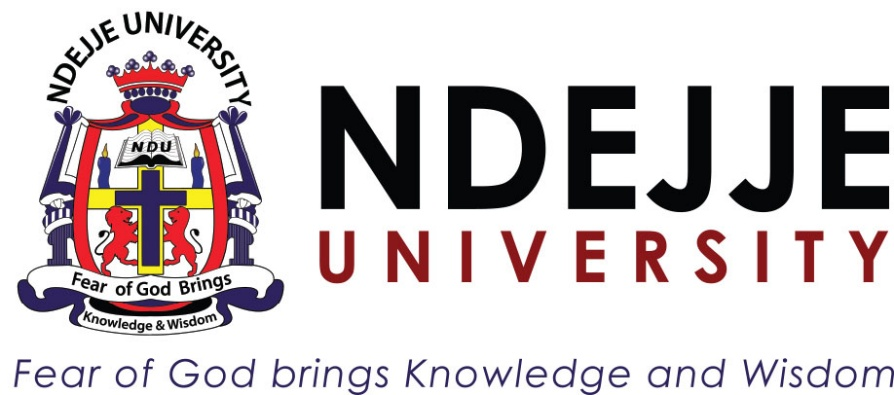 NDEJJE UNIVERSITY
NDU
Fear of God Brings
Knowledge & Wisdom
NDEJJE
UNIVERSITY
Fear of God brings Knowledge and Wisdom